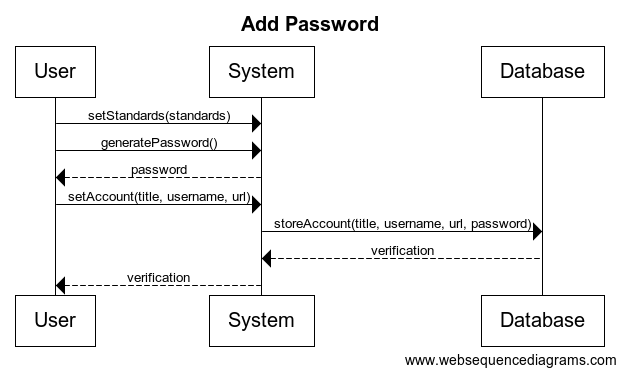 Add Password
User
System
Database
setStandards(standards)
generatePassword()
password
setAccount(title, username, url)
storeAccount(title, username, url, password)
verification
verification
User
System
Database
www.websequencediagrams.com